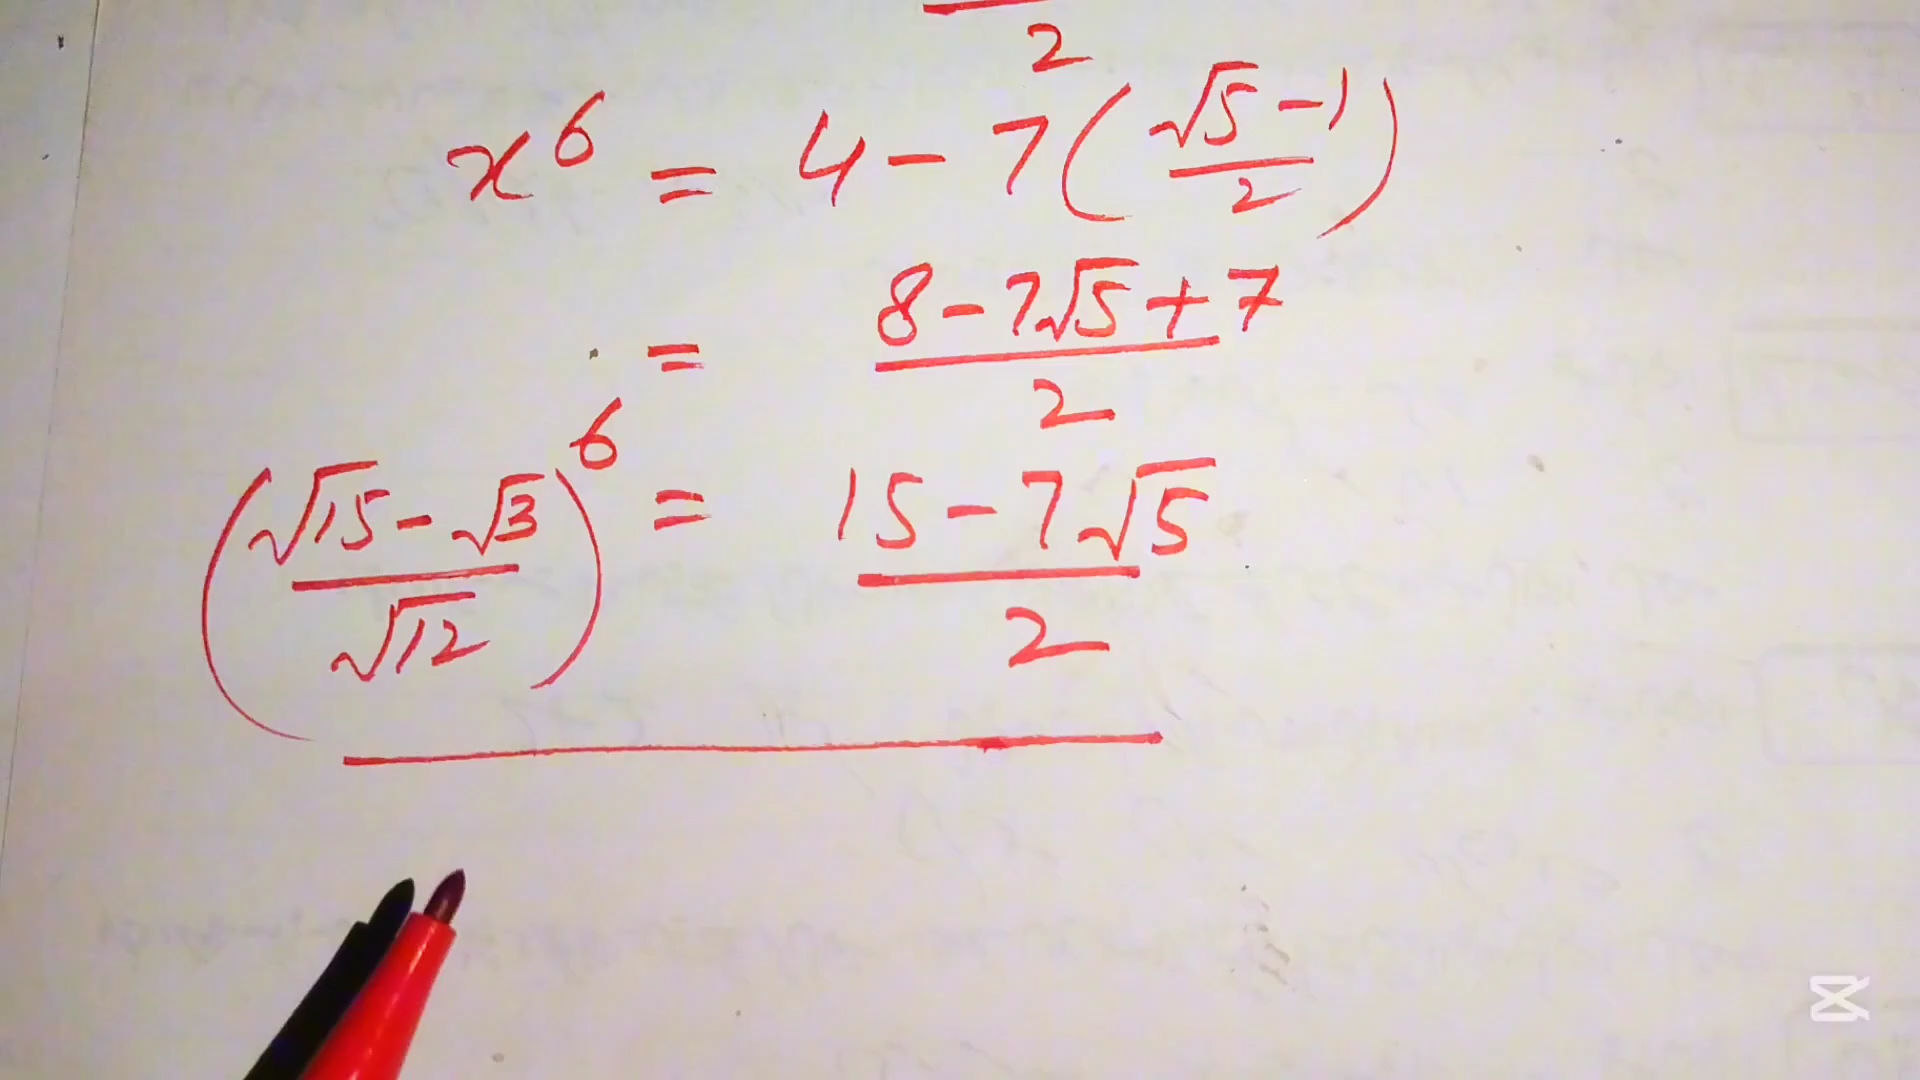 2
x⁶ = 4 - 7((√5 - 1)/2)
= (8 - 7√5 + 7)/2
((√15 - √3)/√12)⁶ = (15 - 7√5)/2